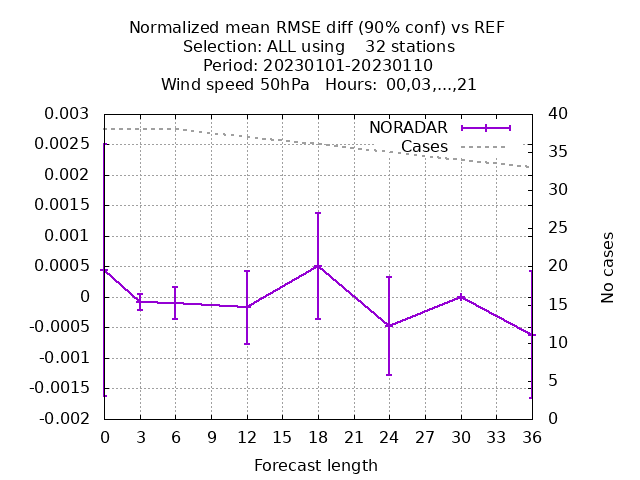 Normalized mean RMSE diff (90% conf) vs REF
Selection: ALL using    32 stations
Period: 20230101-20230110
Wind speed 50hPa   Hours:  00,03,...,21
NORADAR
Cases
0.003
0.0025
0.002
0.0015
0.001
0.0005
0
-0.0005
-0.001
-0.0015
-0.002
40
35
30
25
20
15
10
5
0
No cases
0 3 6 9 12 15 18 21 24 27 30 33 36
Forecast length